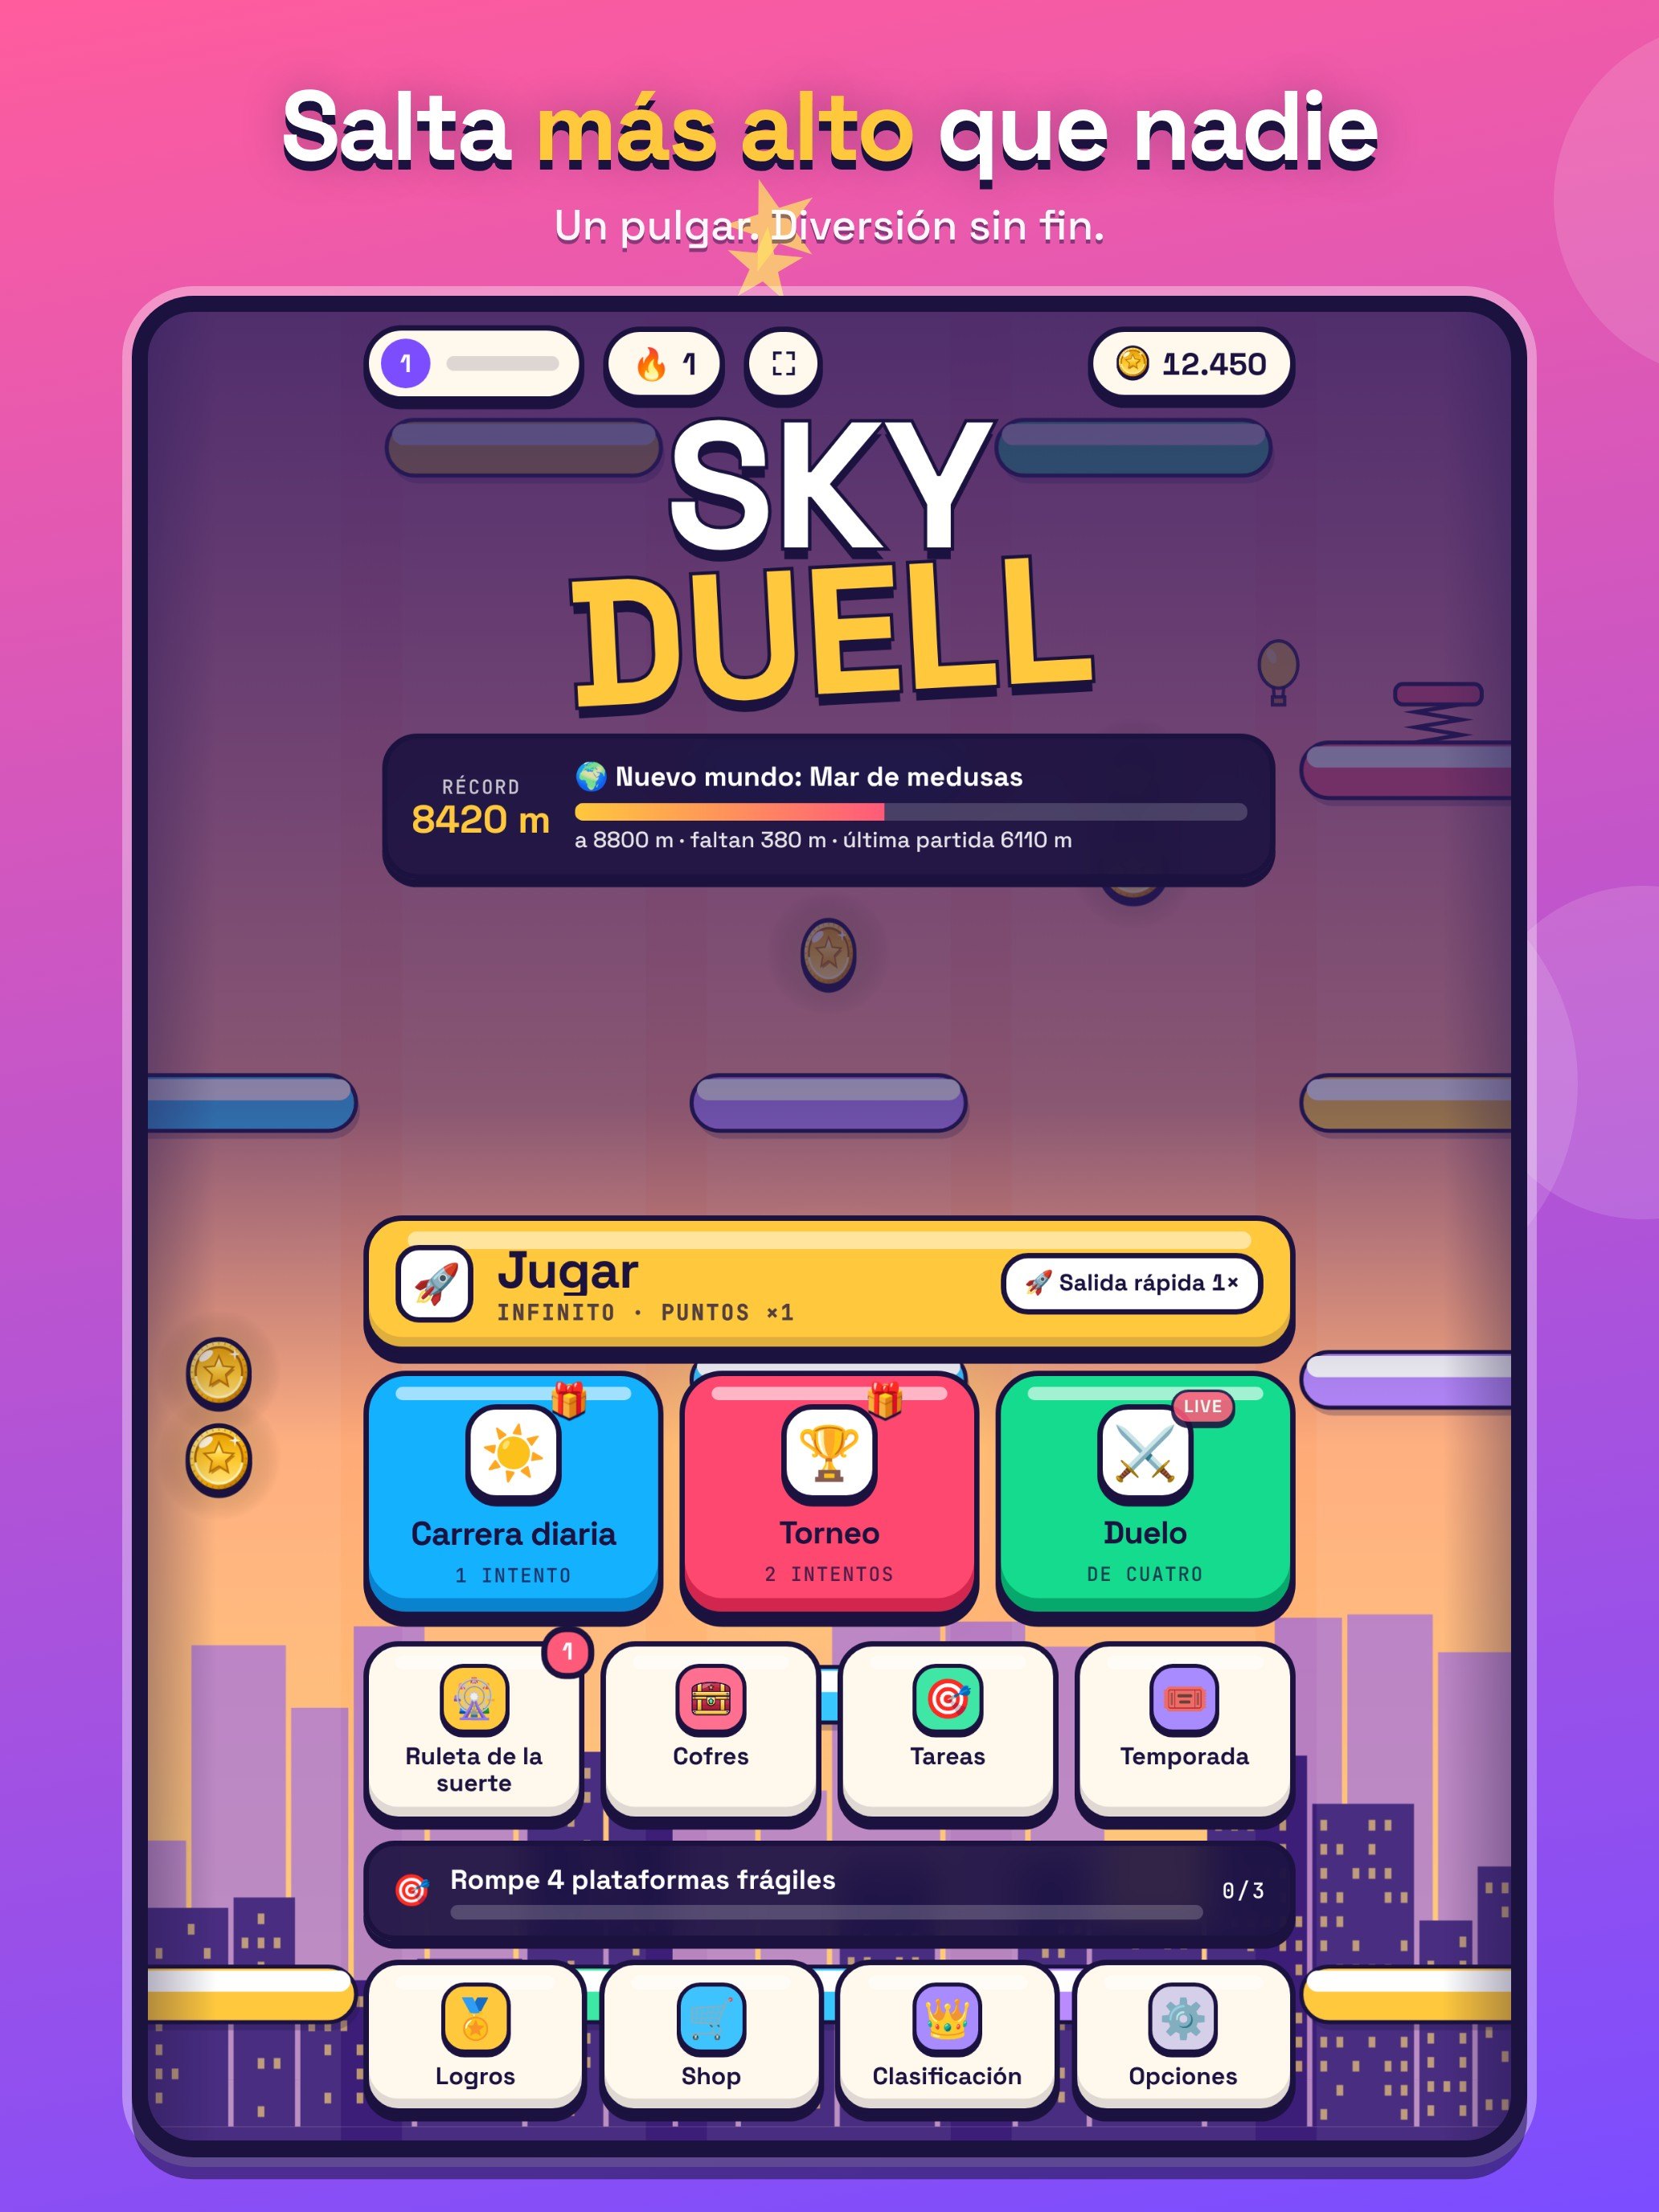 Salta más alto que nadie
Un pulgar. Diversión sin fin.
1
1
12.450
SKY
DUELL
RÉCORD
8420 m
Nuevo mundo: Mar de medusas
a 8800 m · faltan 380 m · última partida 6110 m
Jugar
INFINITO · PUNTOS ×1
Salida rápida 1×
LIVE
Carrera diaria
1 INTENTO
Torneo
2 INTENTOS
Duelo
DE CUATRO
1
Ruleta de la
suerte
Cofres
Tareas
Temporada
Rompe 4 plataformas frágiles
0/3
Logros
Shop
Clasificación
Opciones